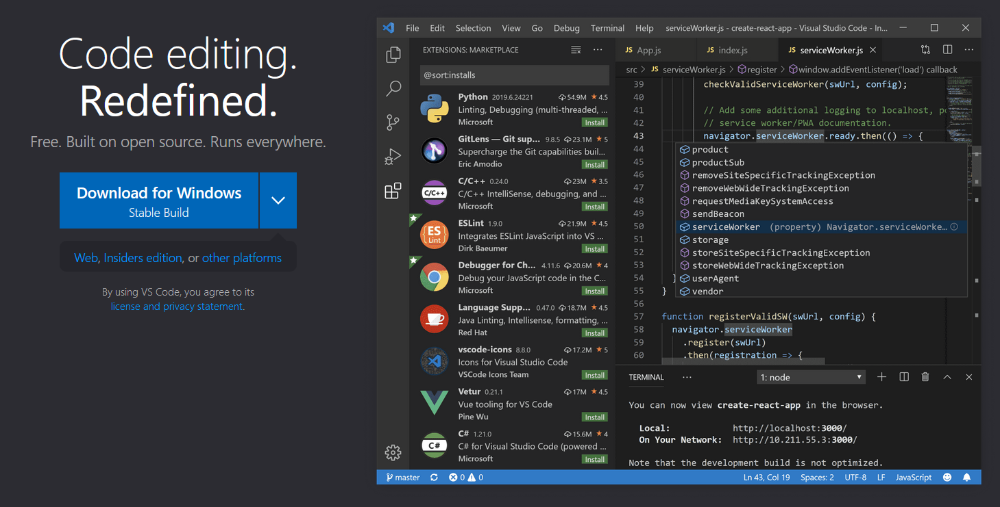 Code editing.
Redefined.
Free. Built on open source. Runs everywhere.
Download for Windows
Stable Build
Web, Insiders edition, or other platforms
By using VS Code, you agree to its
license and privacy statement.
File Edit Selection View Go Debug Terminal Help serviceWorker.js - create-react-app - Visual Studio Code - In...
EXTENSIONS: MARKETPLACE
@sort:installs
Python 2019.6.24221 54.9M 4.5
Linting, Debugging (multi-threaded, ...
Microsoft Install
GitLens — Git sup... 9.8.5 23.1M 5
Supercharge the Git capabilities buil...
Eric Amodio Install
C/C++
C/C++ 0.24.0 23M 3.5
C/C++ IntelliSense, debugging, and ...
Microsoft Install
ES
Lint
ESLint 1.9.0 21.9M 4.5
Integrates ESLint JavaScript into VS ...
Dirk Baeumer Install
Debugger for Ch... 4.11.6 20.6M 4
Debug your JavaScript code in the C...
Microsoft Install
Language Supp... 0.47.0 18.7M 4.5
Java Linting, Intellisense, formatting, ...
Red Hat Install
vscode-icons 8.8.0 17.2M 5
Icons for Visual Studio Code
VSCode Icons Team Install
Vetur 0.21.1 17M 4.5
Vue tooling for VS Code
Pine Wu Install
C#
C# 1.21.0 15.6M 4
C# for Visual Studio Code (powered ...
Microsoft Install
JS App.js JS index.js JS serviceWorker.js
src > JS serviceWorker.js > register > window.addEventListener('load') callback
39 checkValidServiceWorker(swUrl, config);
40
41 // Add some additional logging to localhost, po
42 // service worker/PWA documentation.
43 navigator.serviceWorker.ready.then(() => {
44 product
45 productSub
46 removeSiteSpecificTrackingException
47 removeWebWideTrackingException
48 requestMediaKeySystemAccess
49 sendBeacon
50 serviceWorker (property) Navigator.serviceWorke...
51 storage
52 storeSiteSpecificTrackingException
53 storeWebWideTrackingException
54 } userAgent
55 } vendor
56
57 function registerValidSW(swUrl, config) {
58 navigator.serviceWorker
59 .register(swUrl)
60 .then(registration => {
TERMINAL ... 1: node
You can now view create-react-app in the browser.
Local: http://localhost:3000/
On Your Network: http://10.211.55.3:3000/
Note that the development build is not optimized.
master 0 0 Ln 43, Col 19 Spaces: 2 UTF-8 LF JavaScript